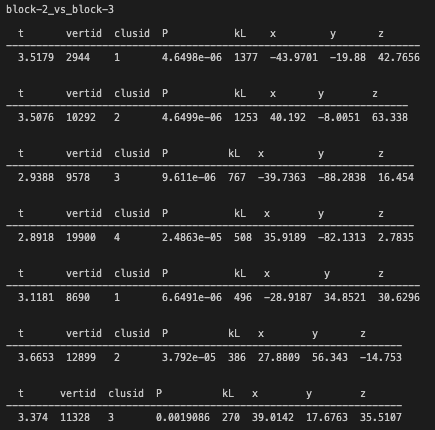 block-2_vs_block-3
t vertid clusid P kL x y z
3.5179 2944 1 4.6498e-06 1377 -43.9701 -19.88 42.7656
t vertid clusid P kL x y z
3.5076 10292 2 4.6499e-06 1253 40.192 -8.0051 63.338
t vertid clusid P kL x y z
2.9388 9578 3 9.611e-06 767 -39.7363 -88.2838 16.454
t vertid clusid P kL x y z
2.8918 19900 4 2.4863e-05 508 35.9189 -82.1313 2.7835
t vertid clusid P kL x y z
3.1181 8690 1 6.6491e-06 496 -28.9187 34.8521 30.6296
t vertid clusid P kL x y z
3.6653 12899 2 3.792e-05 386 27.8809 56.343 -14.753
t vertid clusid P kL x y z
3.374 11328 3 0.0019086 270 39.0142 17.6763 35.5107